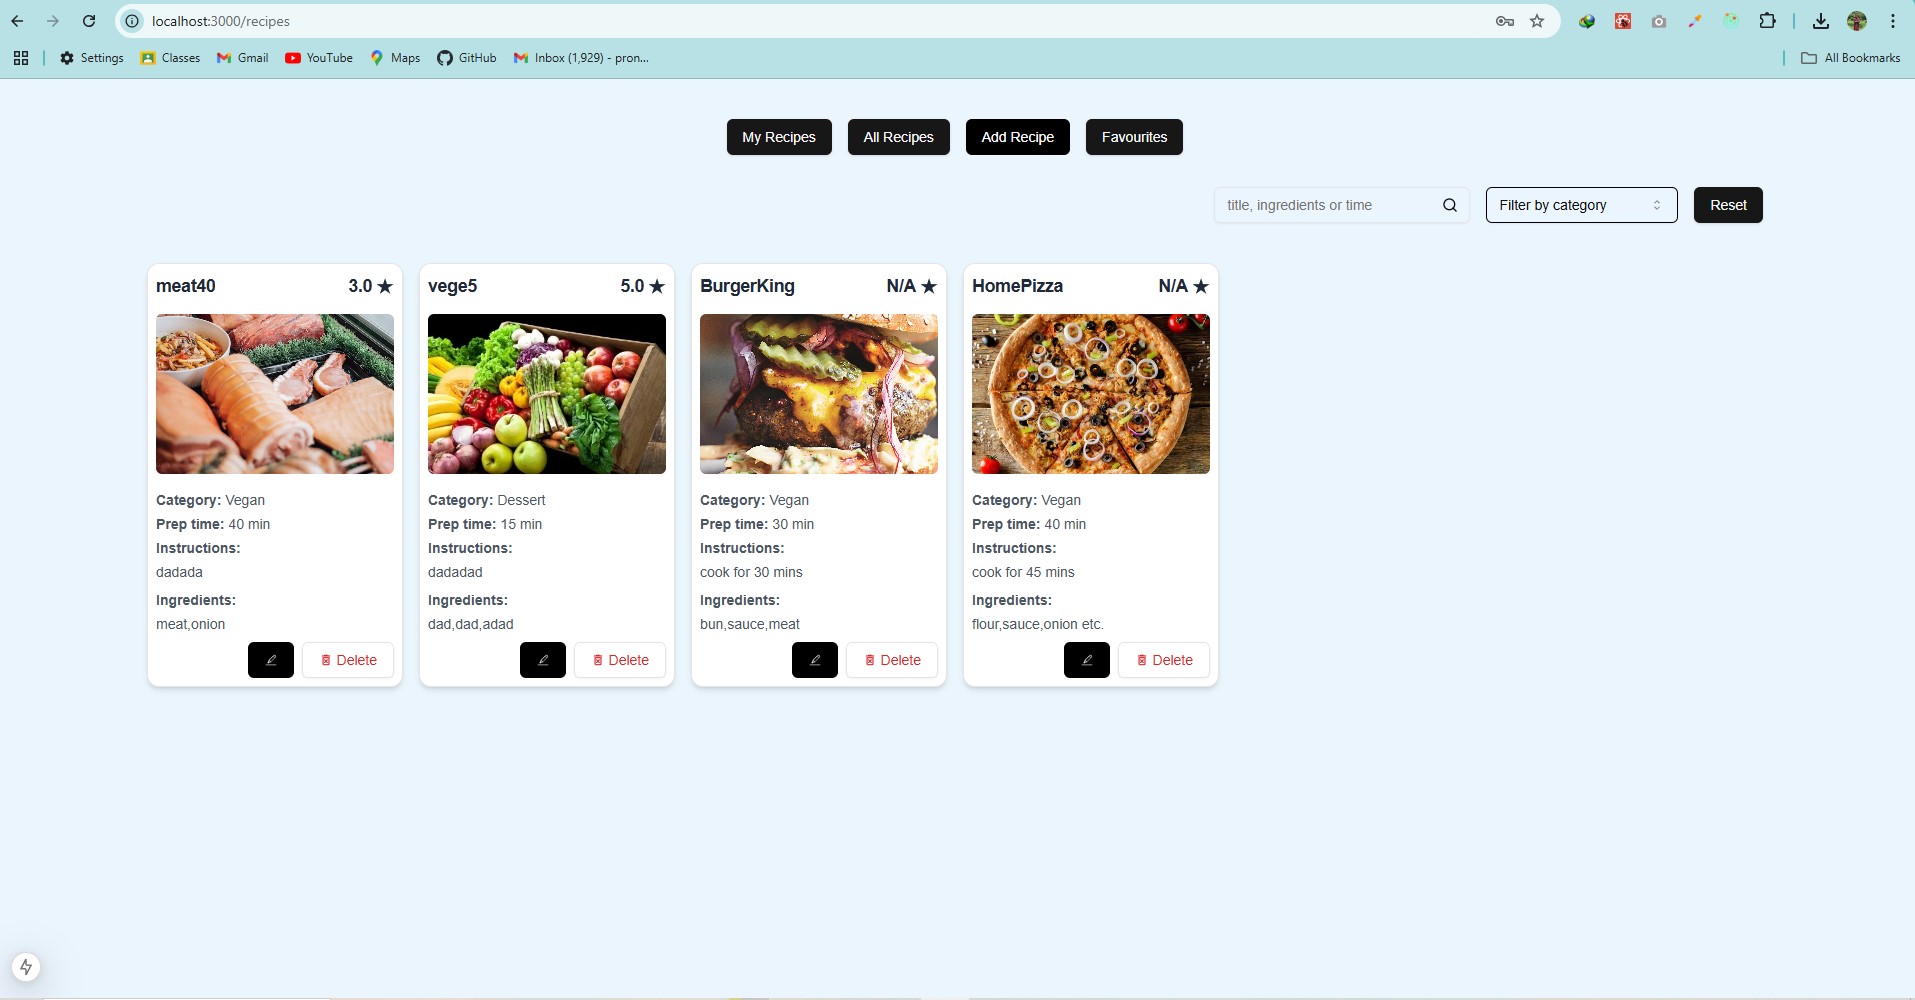 localhost:3000/recipes
Settings Classes Gmail YouTube Maps GitHub Inbox (1,929) - pron... All Bookmarks
My Recipes All Recipes Add Recipe Favourites
title, ingredients or time Filter by category Reset
meat40 3.0 ★
Category: Vegan
Prep time: 40 min
Instructions:
dadada
Ingredients:
meat,onion
Delete
vege5 5.0 ★
Category: Dessert
Prep time: 15 min
Instructions:
dadadad
Ingredients:
dad,dad,adad
Delete
BurgerKing N/A ★
Category: Vegan
Prep time: 30 min
Instructions:
cook for 30 mins
Ingredients:
bun,sauce,meat
Delete
HomePizza N/A ★
Category: Vegan
Prep time: 40 min
Instructions:
cook for 45 mins
Ingredients:
flour,sauce,onion etc.
Delete